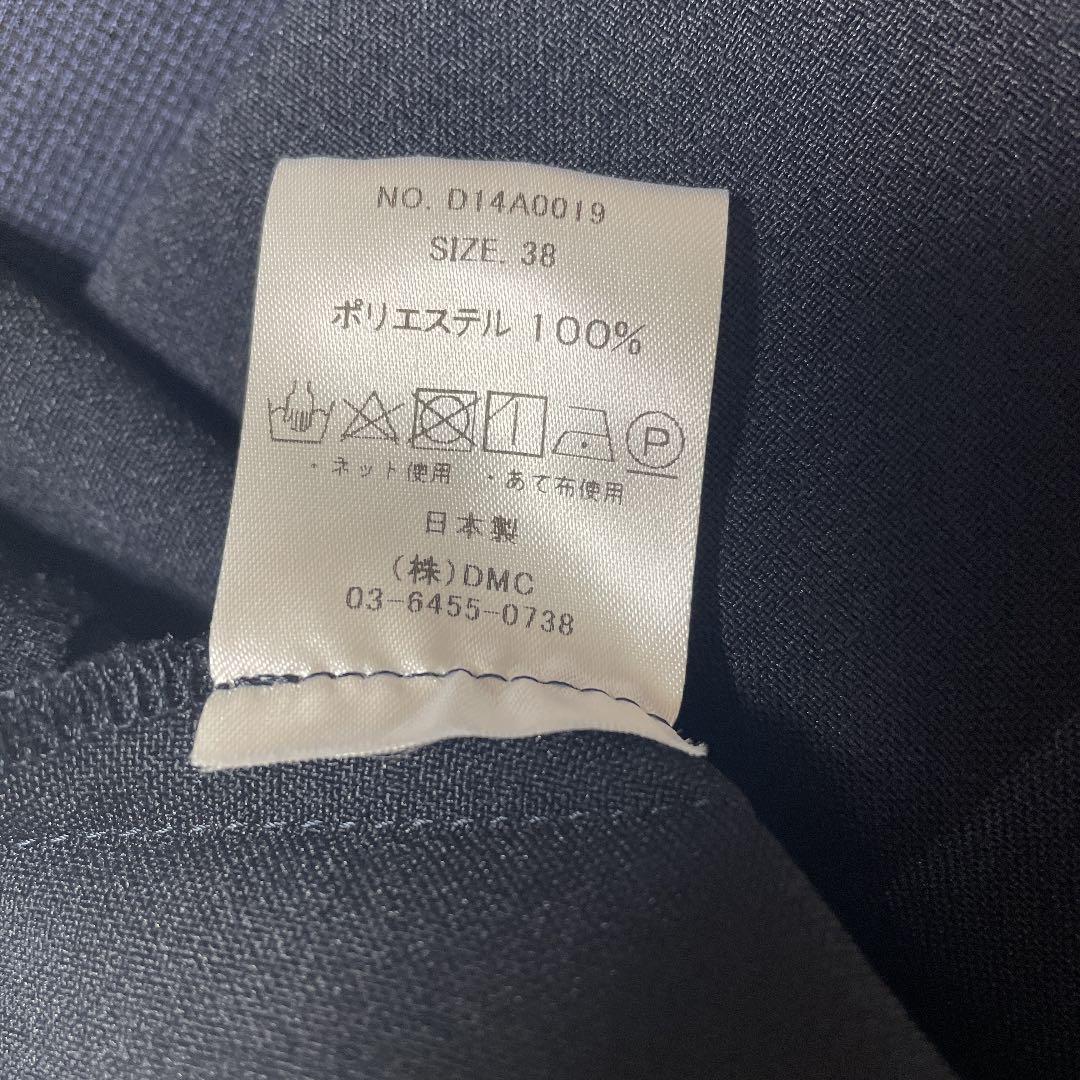 NO. D14A0019
SIZE. 38
ポリエステル 100%
P
・ネット使用 ・あて布使用
日本製
(株)DMC
03-6455-0738